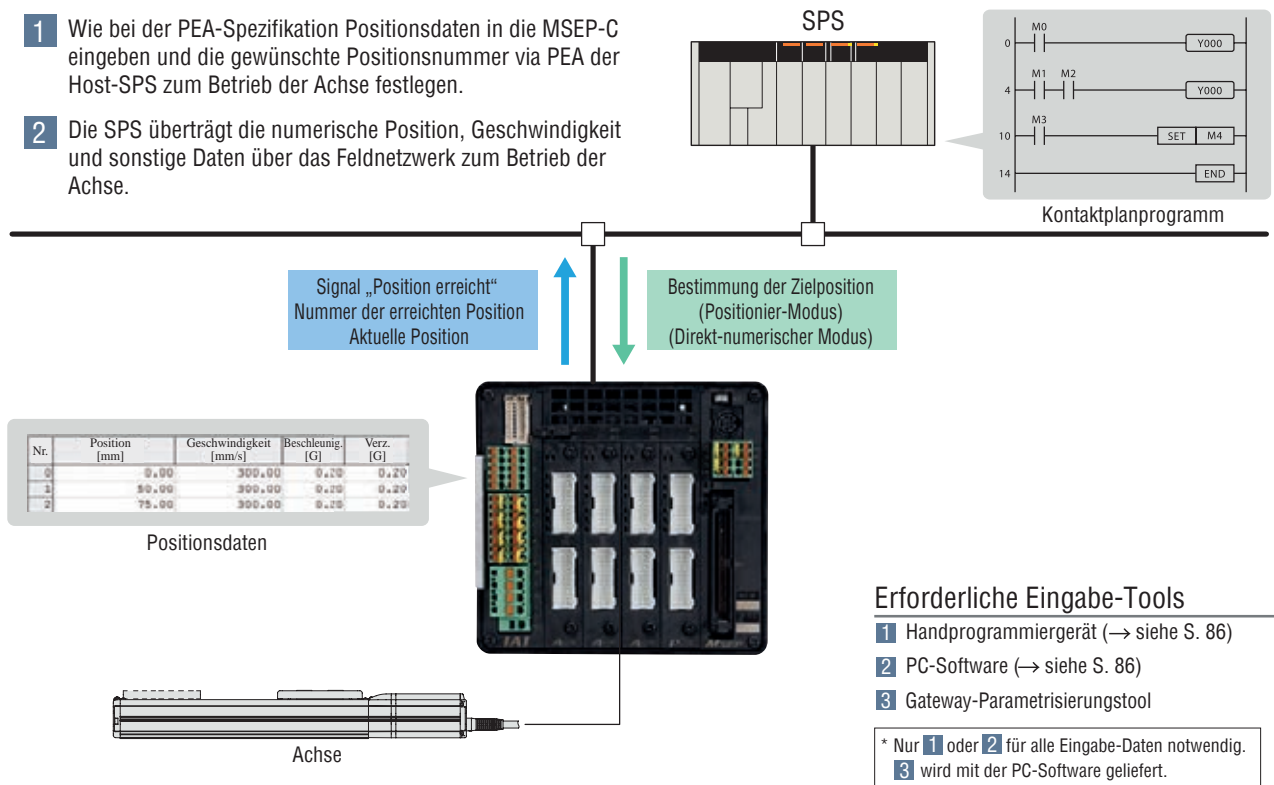 1 Wie bei der PEA-Spezifikation Positionsdaten in die MSEP-C
eingeben und die gewünschte Positionsnummer via PEA der
Host-SPS zum Betrieb der Achse festlegen.
2 Die SPS überträgt die numerische Position, Geschwindigkeit
und sonstige Daten über das Feldnetzwerk zum Betrieb der
Achse.
SPS
M0
0 Y000
M1 M2
4 Y000
M3
10 SET M4
14 END
Kontaktplanprogramm
Signal „Position erreicht“
Nummer der erreichten Position
Aktuelle Position
Bestimmung der Zielposition
(Positionier-Modus)
(Direkt-numerischer Modus)
Nr. Position [mm] Geschwindigkeit [mm/s] Beschleunig. [G] Verz. [G]
0 0.00 300.00 0.20 0.20
1 50.00 300.00 0.20 0.20
2 75.00 300.00 0.20 0.20
Positionsdaten
IAI
Achse
Erforderliche Eingabe-Tools
1 Handprogrammiergerät (→ siehe S. 86)
2 PC-Software (→ siehe S. 86)
3 Gateway-Parametrisierungstool
* Nur 1 oder 2 für alle Eingabe-Daten notwendig.
3 wird mit der PC-Software geliefert.